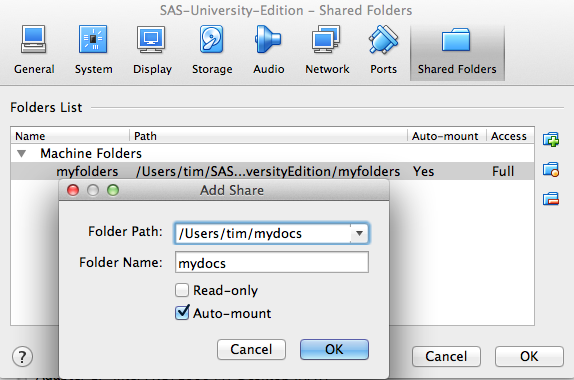 SAS-University-Edition – Shared Folders
General System Display Storage Audio Network Ports Shared Folders
Folders List
Name Path Auto-mount Access
Machine Folders
myfolders /Users/tim/SAS...versityEdition/myfolders Yes Full
Add Share
Folder Path: /Users/tim/mydocs
Folder Name: mydocs
Read-only
Auto-mount
Cancel OK
? Cancel OK